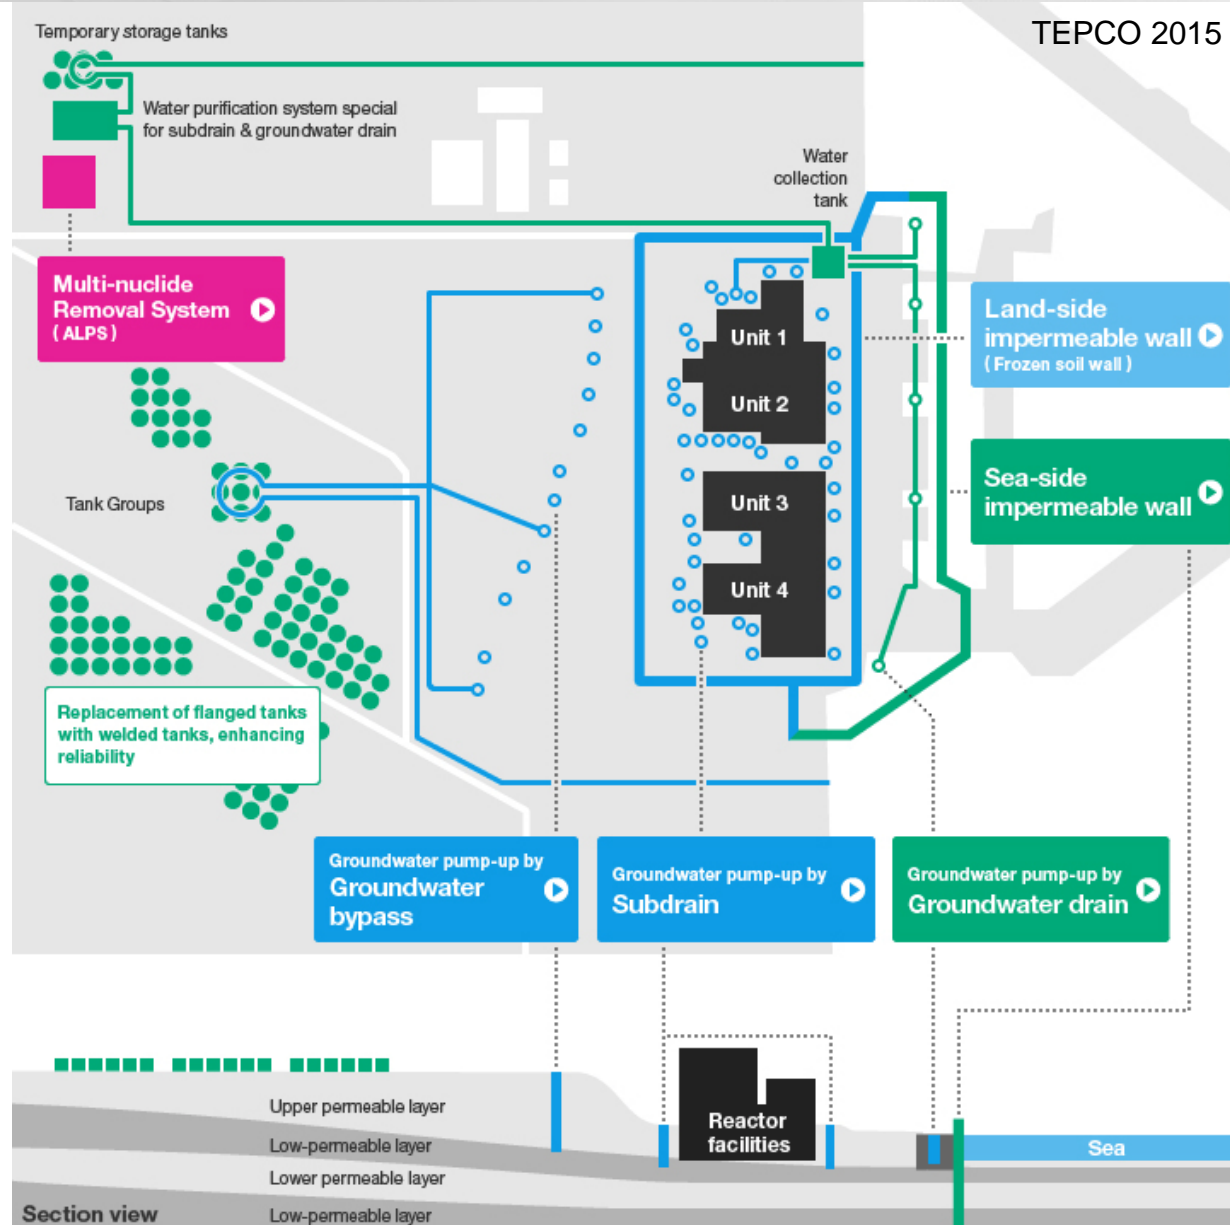 TEPCO 2015
Temporary storage tanks
Water purification system special
for subdrain & groundwater drain
Water
collection
tank
Multi-nuclide
Removal System
( ALPS )
Unit 1
Land-side
impermeable wall
( Frozen soil wall )
Unit 2
Tank Groups
Unit 3
Sea-side
impermeable wall
Unit 4
Replacement of flanged tanks
with welded tanks, enhancing
reliability
Groundwater pump-up by
Groundwater
bypass
Groundwater pump-up by
Subdrain
Groundwater pump-up by
Groundwater drain
Upper permeable layer
Low-permeable layer
Lower permeable layer
Low-permeable layer
Section view
Reactor
facilities
Sea